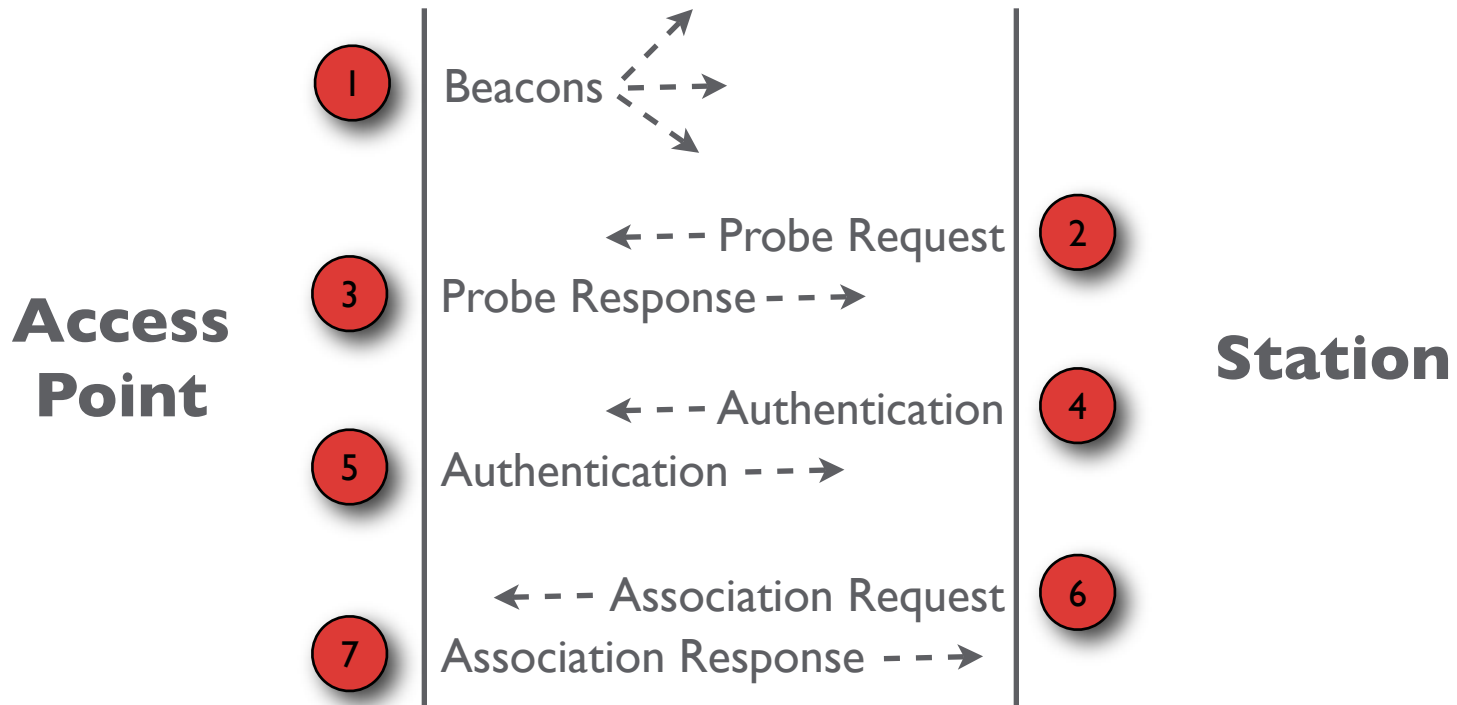 1
Beacons
Probe Request
2
3
Probe Response
Access
Point
Station
Authentication
4
5
Authentication
Association Request
6
7
Association Response